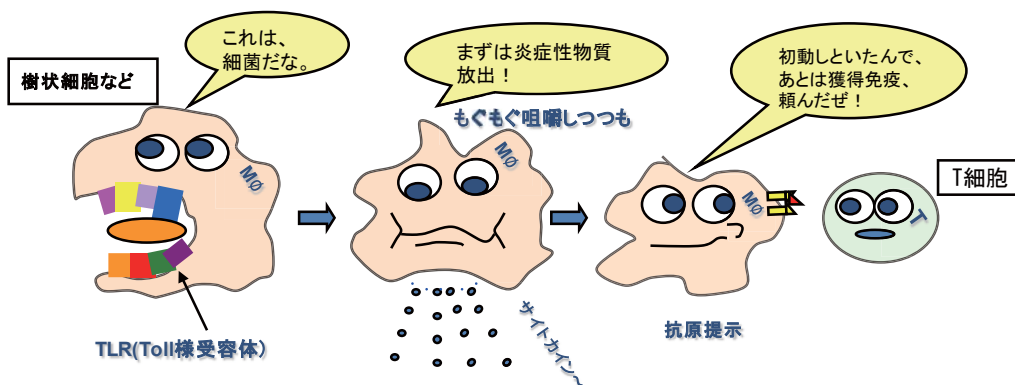 これは、
細菌だな。
樹状細胞など
MØ
TLR(Toll様受容体)
まずは炎症性物質
放出！
もぐもぐ咀嚼しつつも
MØ
サイトカイン～
初動しといたんで、
あとは獲得免疫、
頼んだぜ！
MØ
抗原提示
T細胞
T